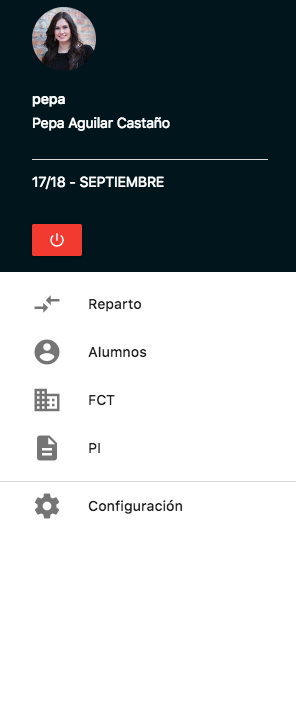 pepa
Pepa Aguilar Castaño
17/18 - SEPTIEMBRE
Reparto
Alumnos
FCT
PI
Configuración